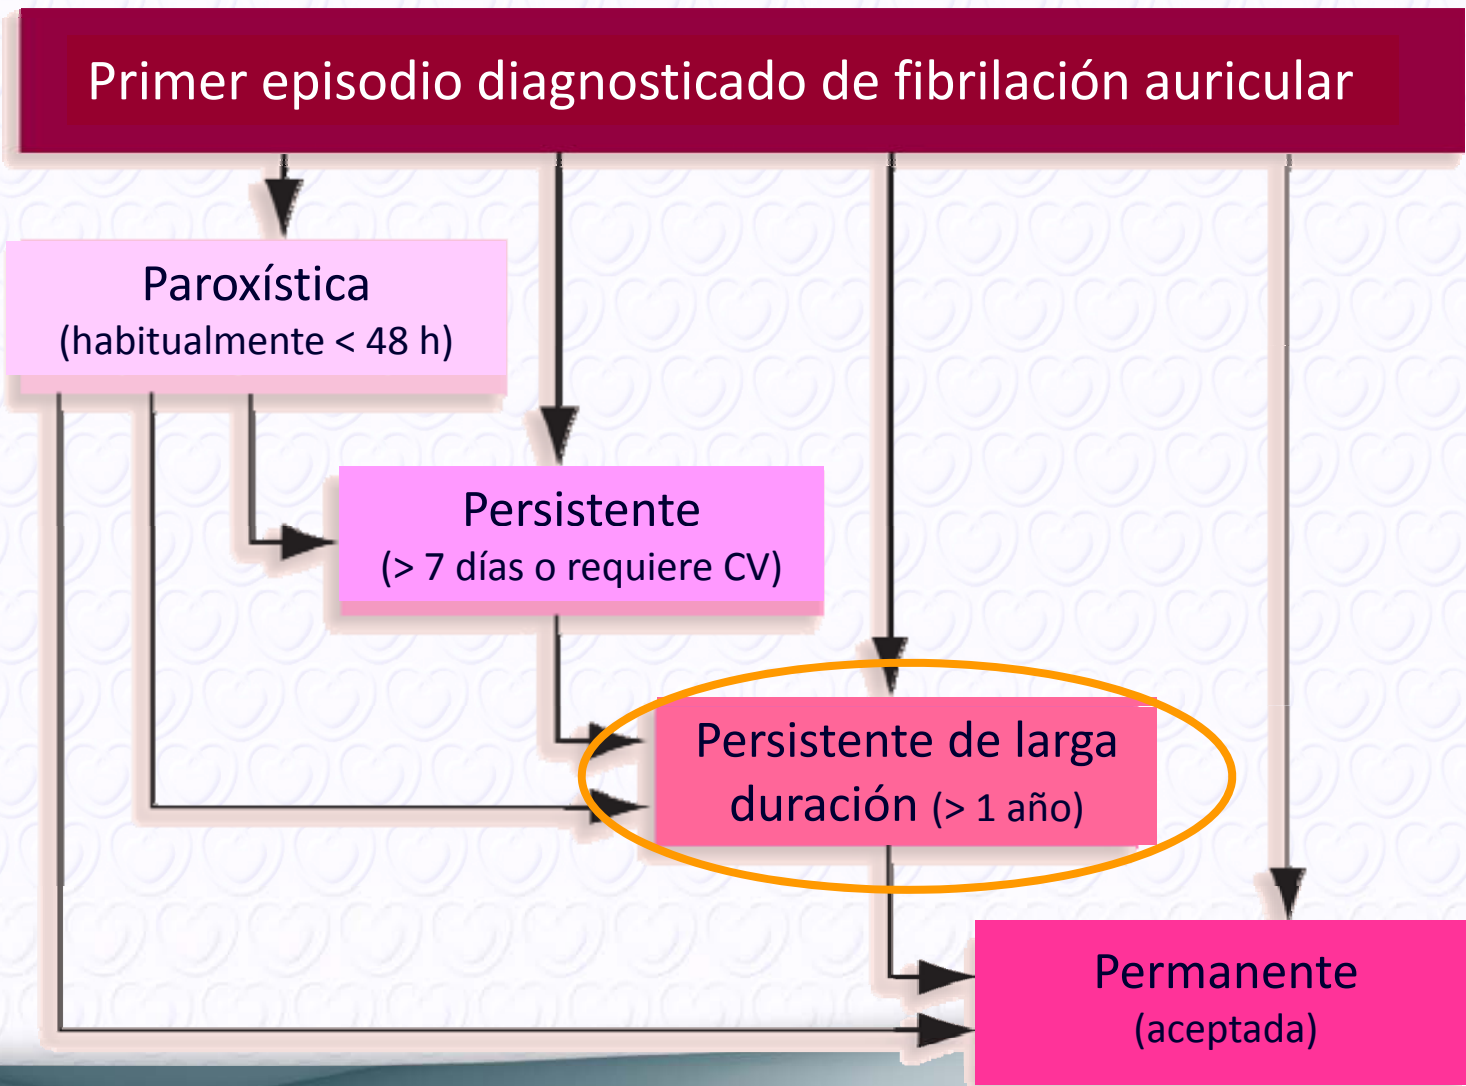 Primer episodio diagnosticado de fibrilación auricular
Paroxística
(habitualmente < 48 h)
Persistente
(> 7 días o requiere CV)
Persistente de larga
duración (> 1 año)
Permanente
(aceptada)